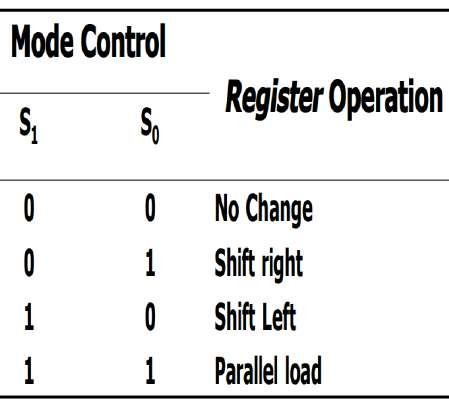 Mode Control
Register Operation
S1 S0
0 0 No Change
0 1 Shift right
1 0 Shift Left
1 1 Parallel load